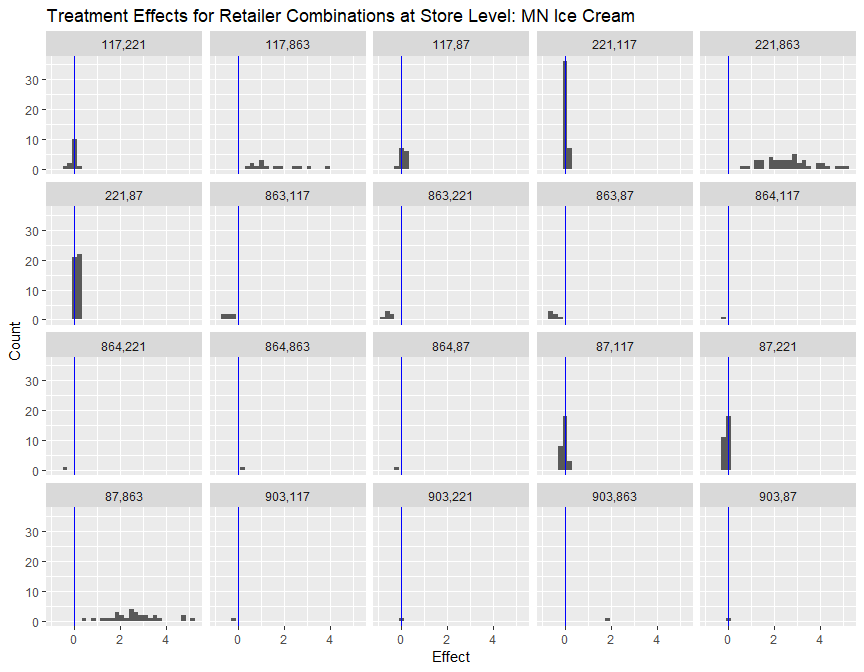 Treatment Effects for Retailer Combinations at Store Level: MN Ice Cream
117,221 117,863 117,87 221,117 221,863
30
20
10
0
221,87 863,117 863,221 863,87 864,117
30
20
10
0
Count
864,221 864,863 864,87 87,117 87,221
30
20
10
0
87,863 903,117 903,221 903,863 903,87
30
20
10
0
0 2 4 0 2 4 0 2 4 0 2 4 0 2 4
Effect